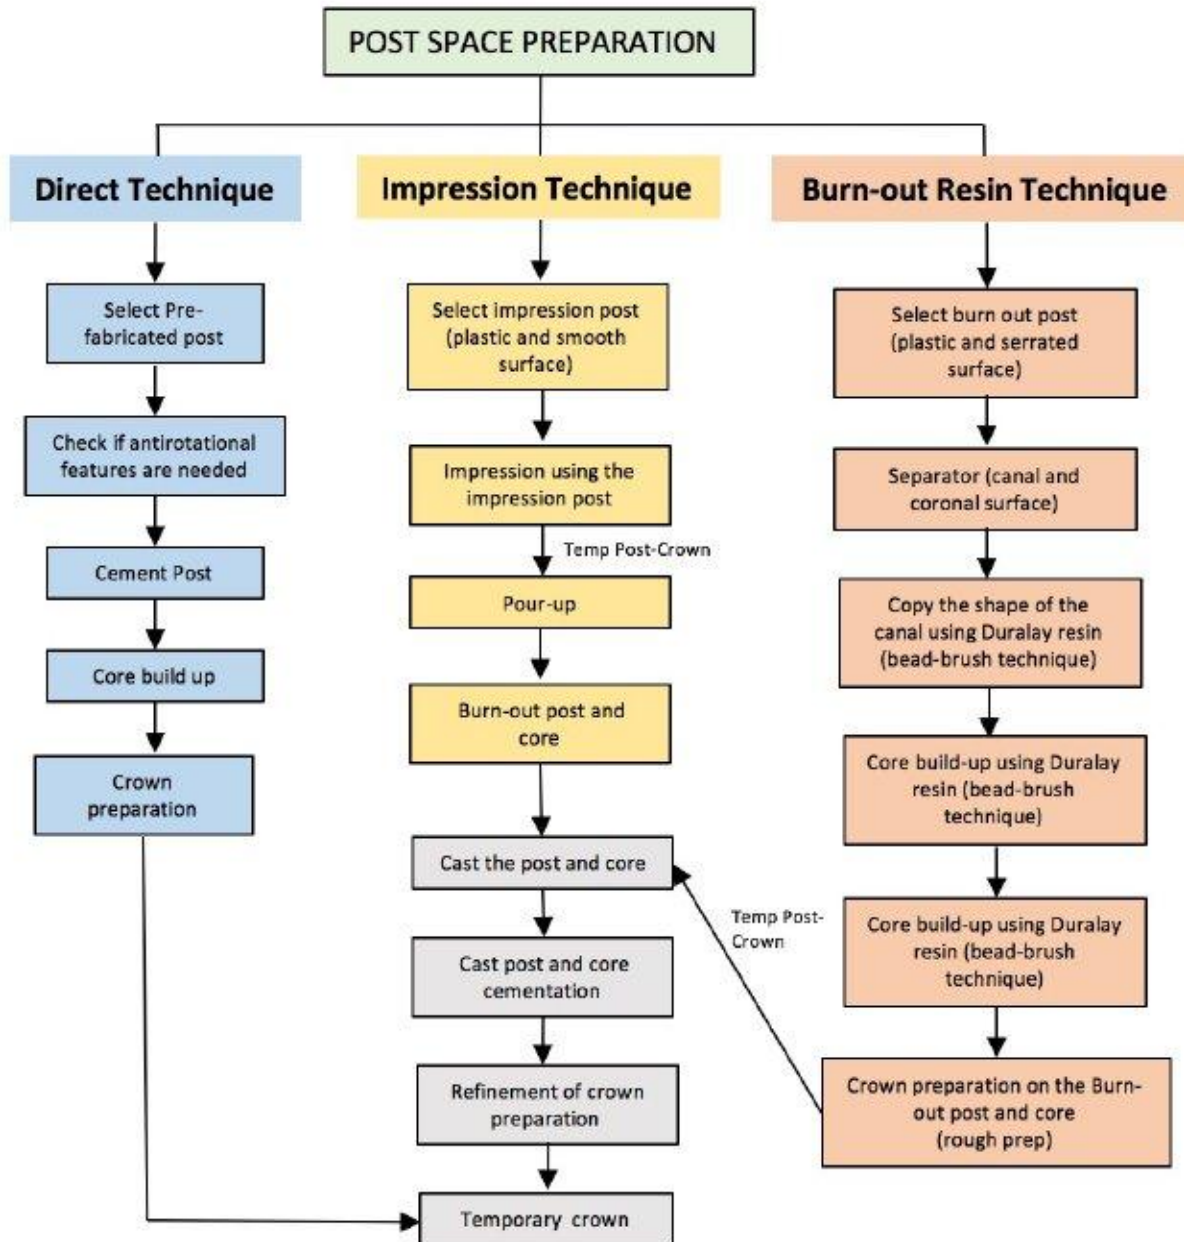 POST SPACE PREPARATION
Direct Technique
Select Pre-
fabricated post
Check if antirotational
features are needed
Cement Post
Core build up
Crown
preparation
Impression Technique
Select impression post
(plastic and smooth
surface)
Impression using the
impression post
Temp Post-Crown
Pour-up
Burn-out post and
core
Cast the post and core
Cast post and core
cementation
Refinement of crown
preparation
Temporary crown
Burn-out Resin Technique
Select burn out post
(plastic and serrated
surface)
Separator (canal and
coronal surface)
Copy the shape of the
canal using Duralay resin
(bead-brush technique)
Core build-up using Duralay
resin (bead-brush
technique)
Core build-up using Duralay
resin (bead-brush
technique)
Crown preparation on the Burn-
out post and core
(rough prep)
Temp Post-
Crown